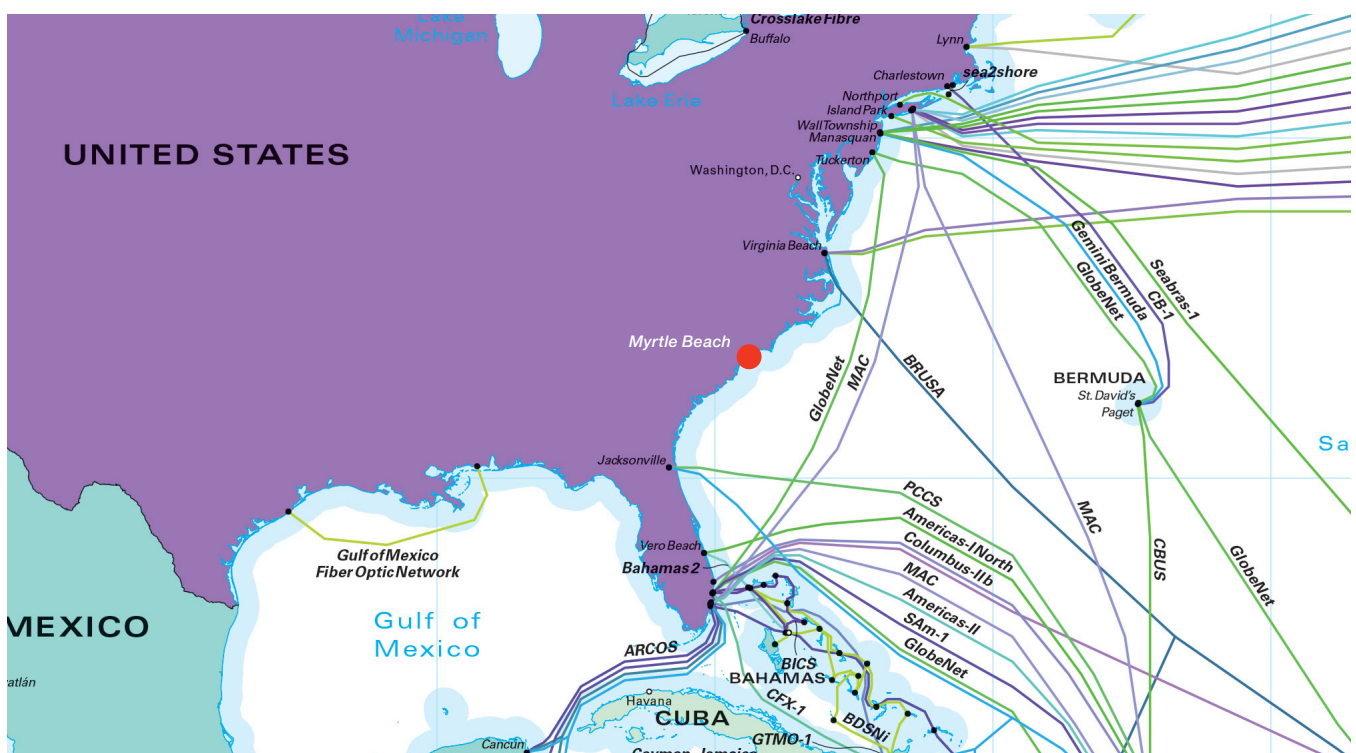 Lake
Michigan
Crosslake Fibre
Buffalo
Lake Erie
Lynn
Charlestown
sea2shore
Northport
Island Park
Wall Township
Manasquan
Tuckerton
UNITED STATES
Washington, D.C.
Virginia Beach
Myrtle Beach
GlobeNet
MAC
BRUSA
Gemini Bermuda
GlobeNet
CB-1
Seabras-1
BERMUDA
St. David's
Paget
Sa
Jacksonville
PCCS
Americas-I North
Columbus-IIb
MAC
Americas-II
SAm-1
GlobeNet
MAC
CBUS
GlobeNet
Vero Beach
Bahamas 2
Gulf of Mexico
Fiber Optic Network
Gulf of
Mexico
MEXICO
atlán
ARCOS
BICS
BAHAMAS
Havana
CUBA
CFX-1
BDSNi
GTMO-1
Cancún
Cayman-Jamaica